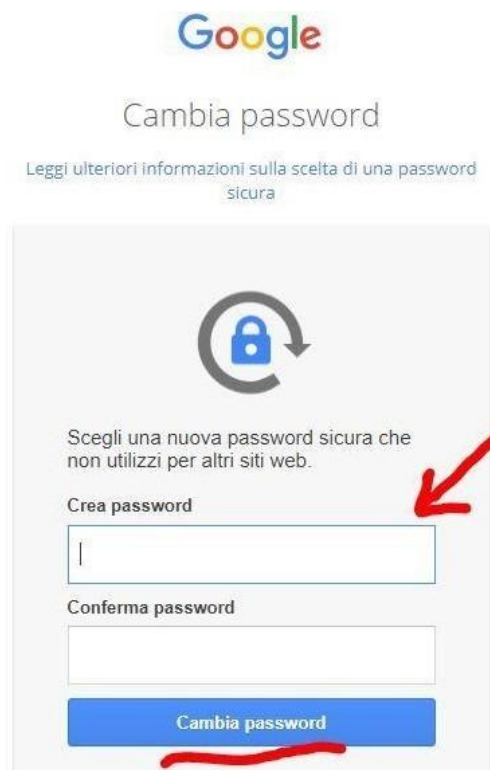 Google
Cambia password
Leggi ulteriori informazioni sulla scelta di una password
sicura
Scegli una nuova password sicura che
non utilizzi per altri siti web.
Crea password
Conferma password
Cambia password